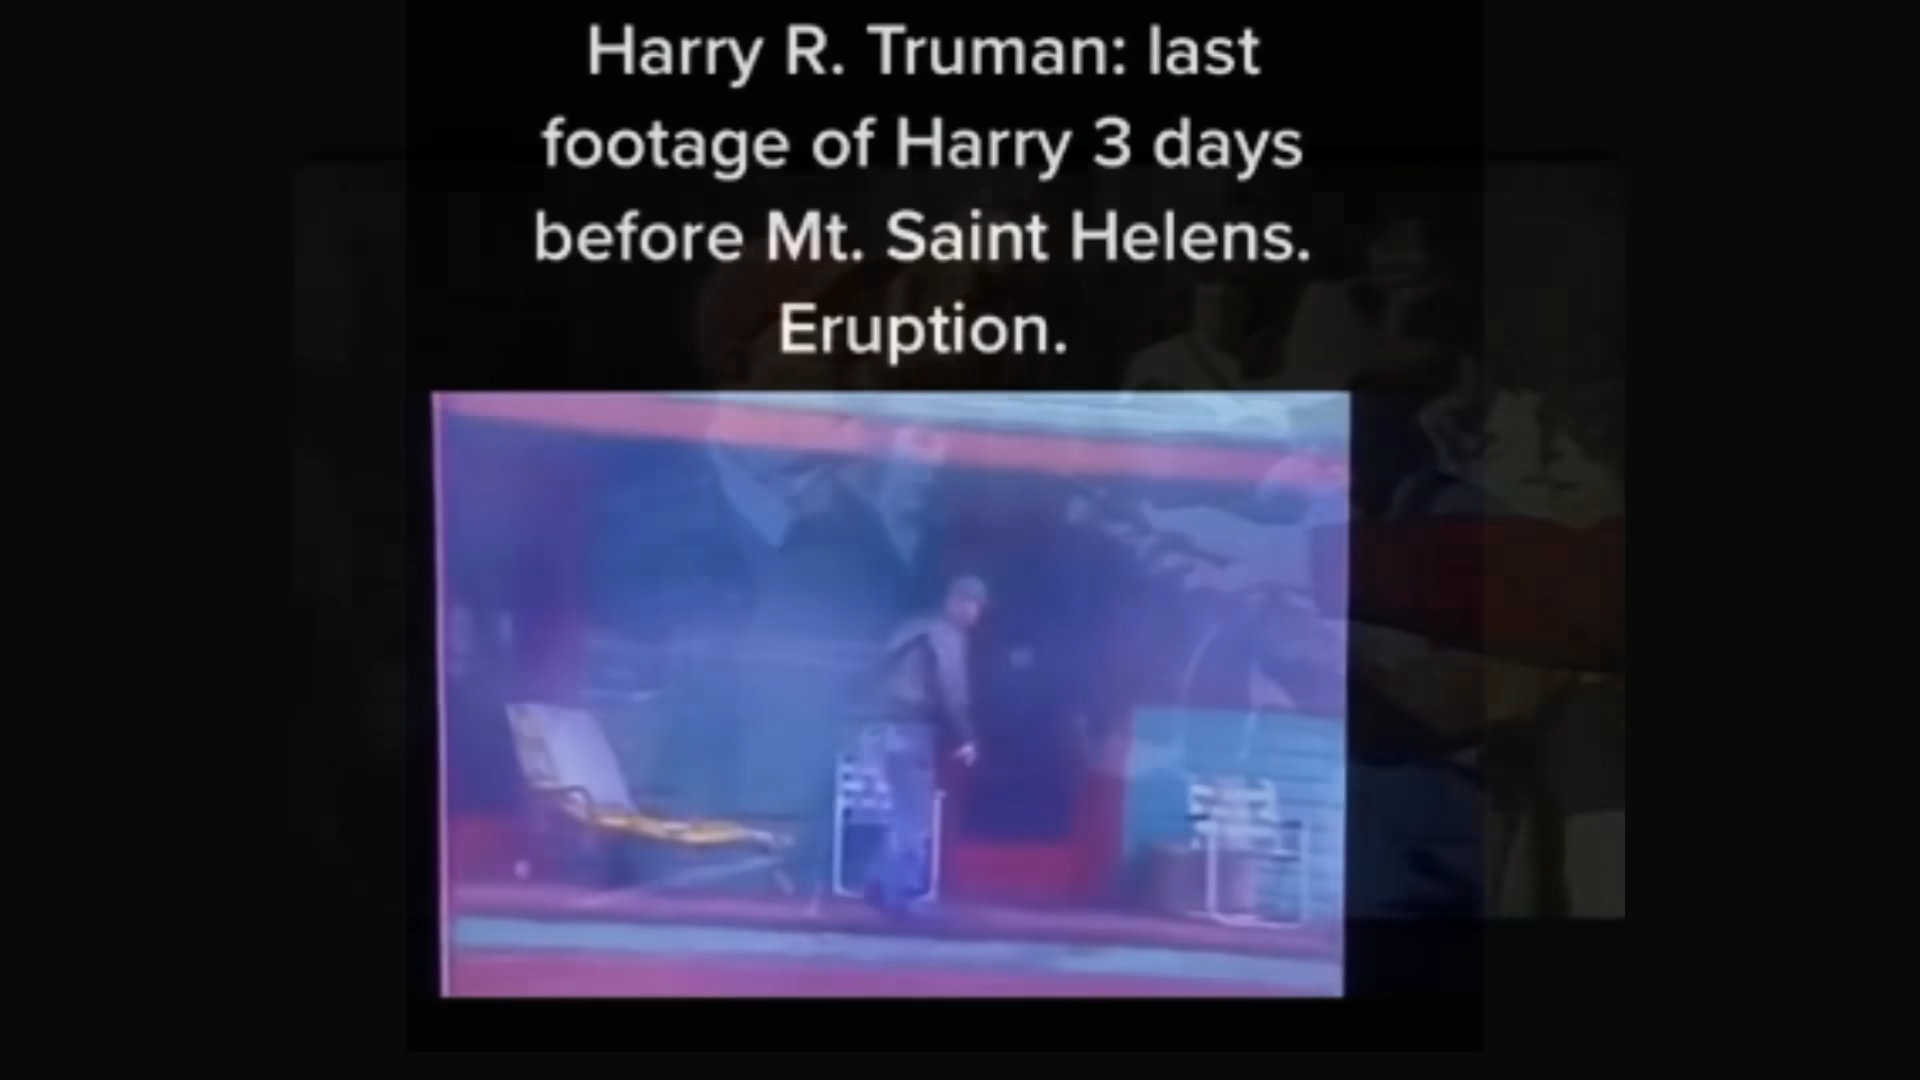 Harry R. Truman: last
footage of Harry 3 days
before Mt. Saint Helens.
Eruption.